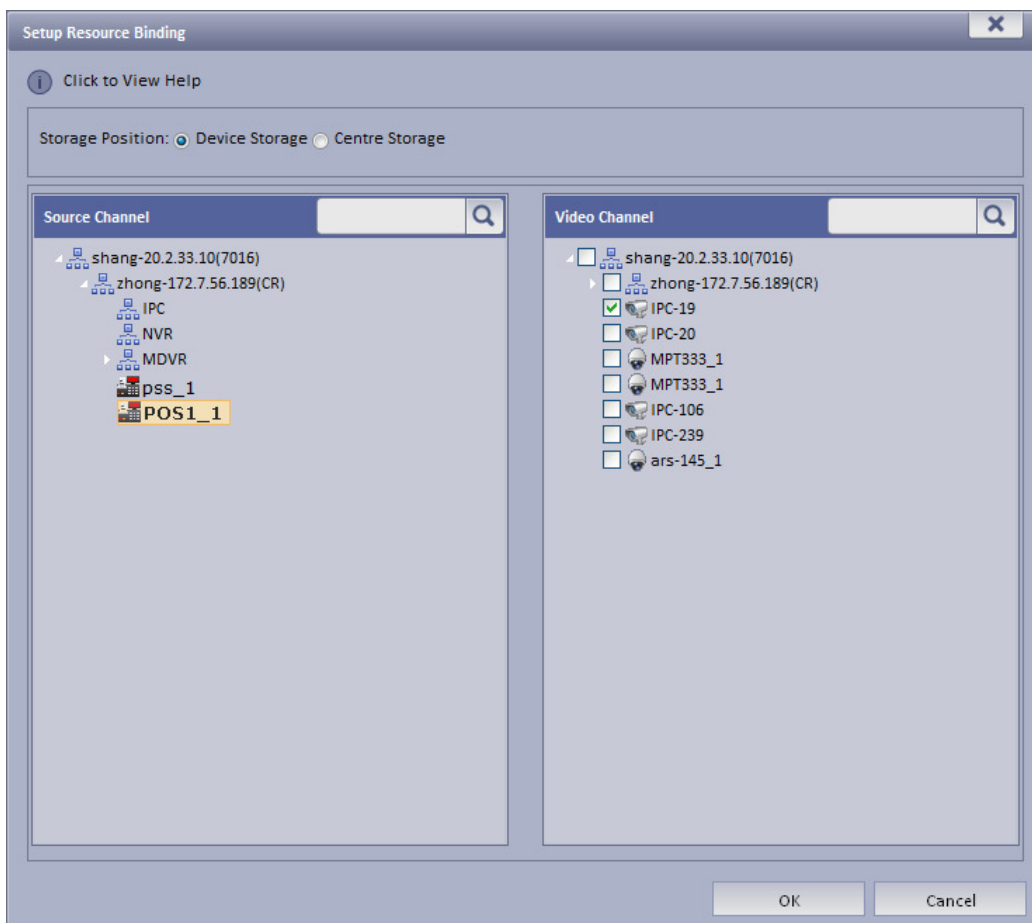 Setup Resource Binding
Click to View Help
Storage Position: Device Storage Centre Storage
Source Channel
shang-20.2.33.10(7016)
zhong-172.7.56.189(CR)
IPC
NVR
MDVR
pss_1
POS1_1
Video Channel
shang-20.2.33.10(7016)
zhong-172.7.56.189(CR)
IPC-19
IPC-20
MPT333_1
MPT333_1
IPC-106
IPC-239
ars-145_1
OK Cancel